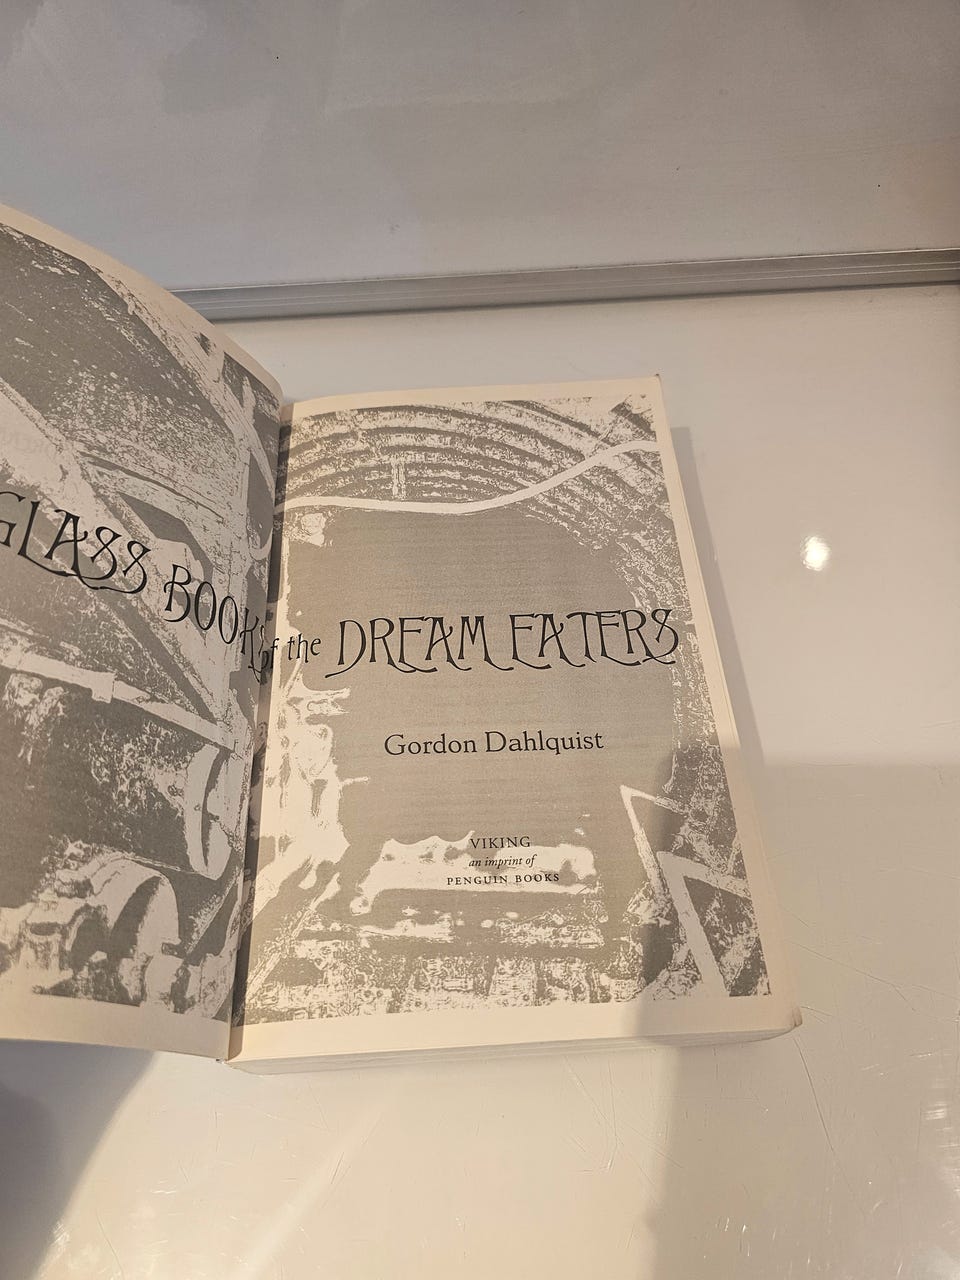 GLASS BOOKS of the DREAM EATERS
Gordon Dahlquist
VIKING
an imprint of
PENGUIN BOOKS